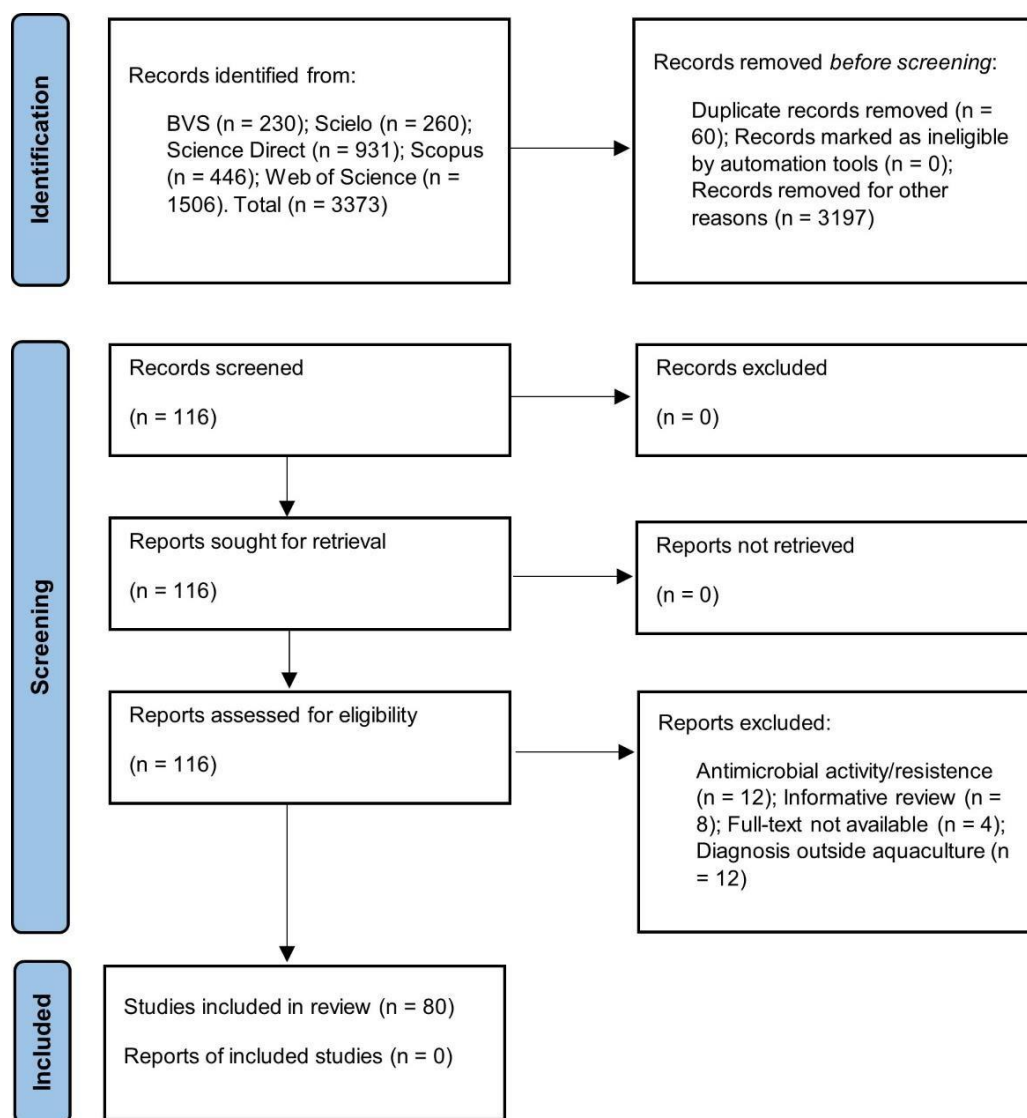 Identification
Records identified from:
BVS (n = 230); Scielo (n = 260);
Science Direct (n = 931); Scopus
(n = 446); Web of Science (n =
1506). Total (n = 3373)
Records removed before screening:
Duplicate records removed (n =
60); Records marked as ineligible
by automation tools (n = 0);
Records removed for other
reasons (n = 3197)
Screening
Records screened
(n = 116)
Records excluded
(n = 0)
Reports sought for retrieval
(n = 116)
Reports not retrieved
(n = 0)
Reports assessed for eligibility
(n = 116)
Reports excluded:
Antimicrobial activity/resistence
(n = 12); Informative review (n =
8); Full-text not available (n = 4);
Diagnosis outside aquaculture (n
= 12)
Included
Studies included in review (n = 80)
Reports of included studies (n = 0)